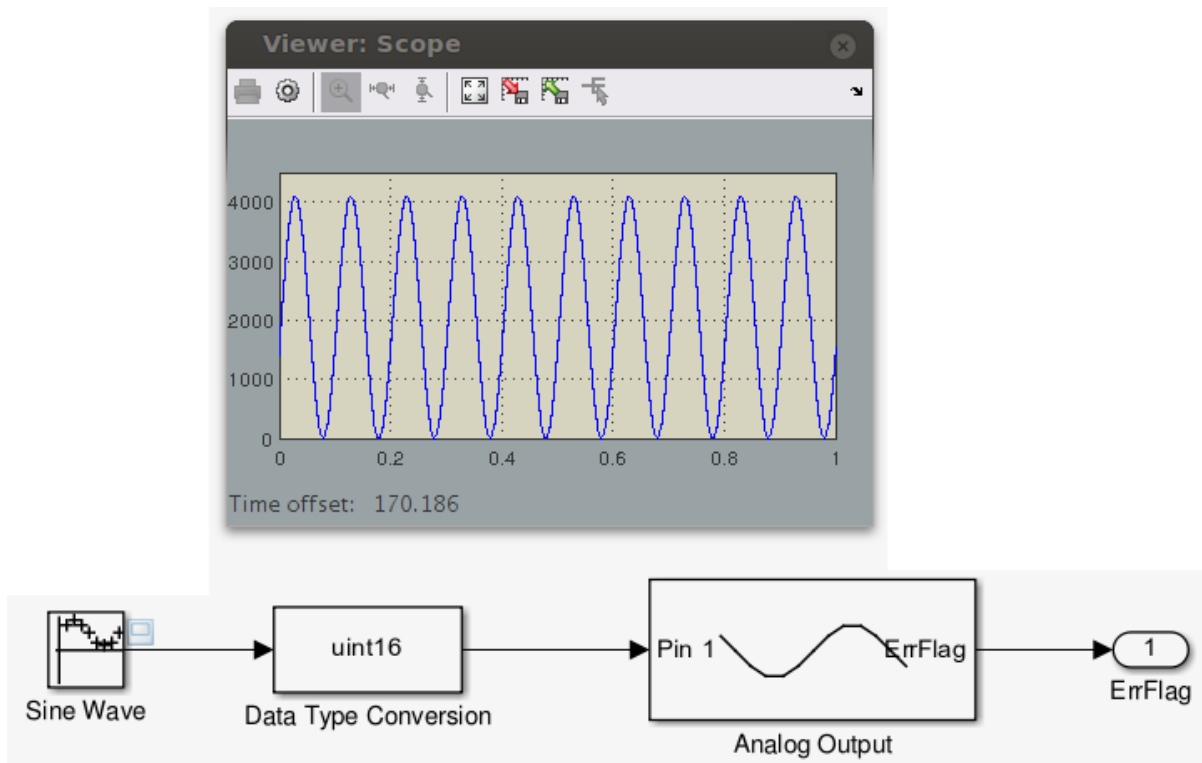 Viewer: Scope
4000
3000
2000
1000
0
0 0.2 0.4 0.6 0.8 1
Time offset: 170.186
uint16
Pin 1 ErrFlag
1
Sine Wave
Data Type Conversion
Analog Output
ErrFlag